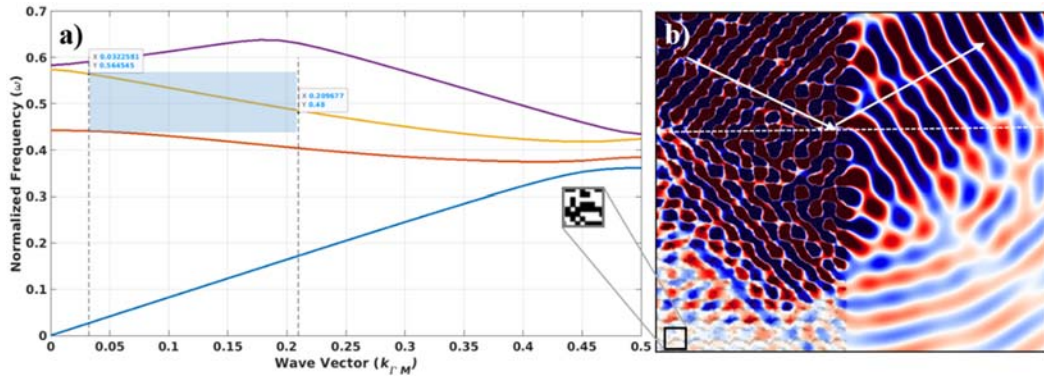 a)
b)
0.7
0.6
0.5
0.4
0.3
0.2
0.1
0
Normalized Frequency (ω)
X 0.0322581
Y 0.564545
X 0.209677
Y 0.48
0 0.05 0.1 0.15 0.2 0.25 0.3 0.35 0.4 0.45 0.5
Wave Vector (k_Γ M)